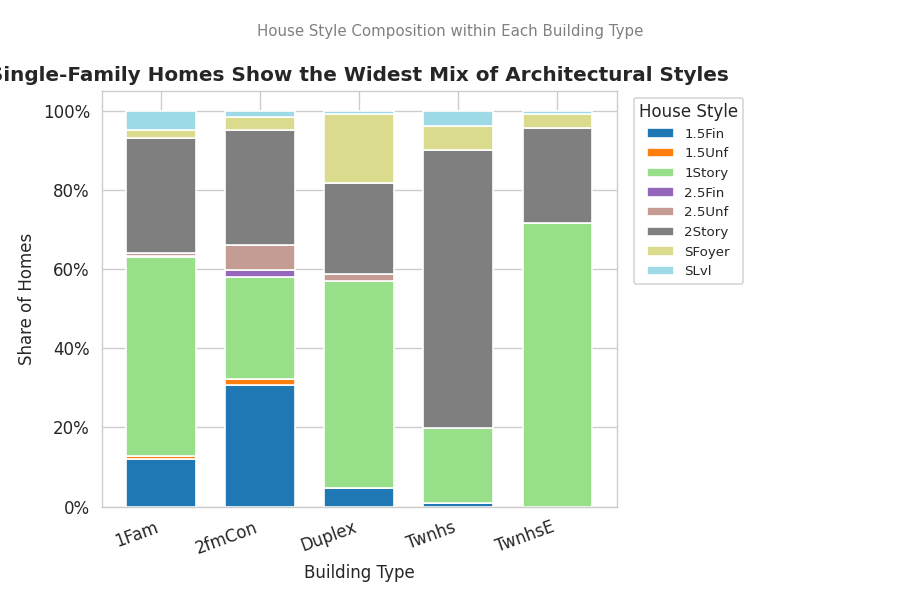 House Style Composition within Each Building Type
Single-Family Homes Show the Widest Mix of Architectural Styles
100%
80%
60%
40%
20%
0%
Share of Homes
1Fam
2fmCon
Duplex
Twnhs
TwnhsE
Building Type
House Style
1.5Fin
1.5Unf
1Story
2.5Fin
2.5Unf
2Story
SFoyer
SLvl